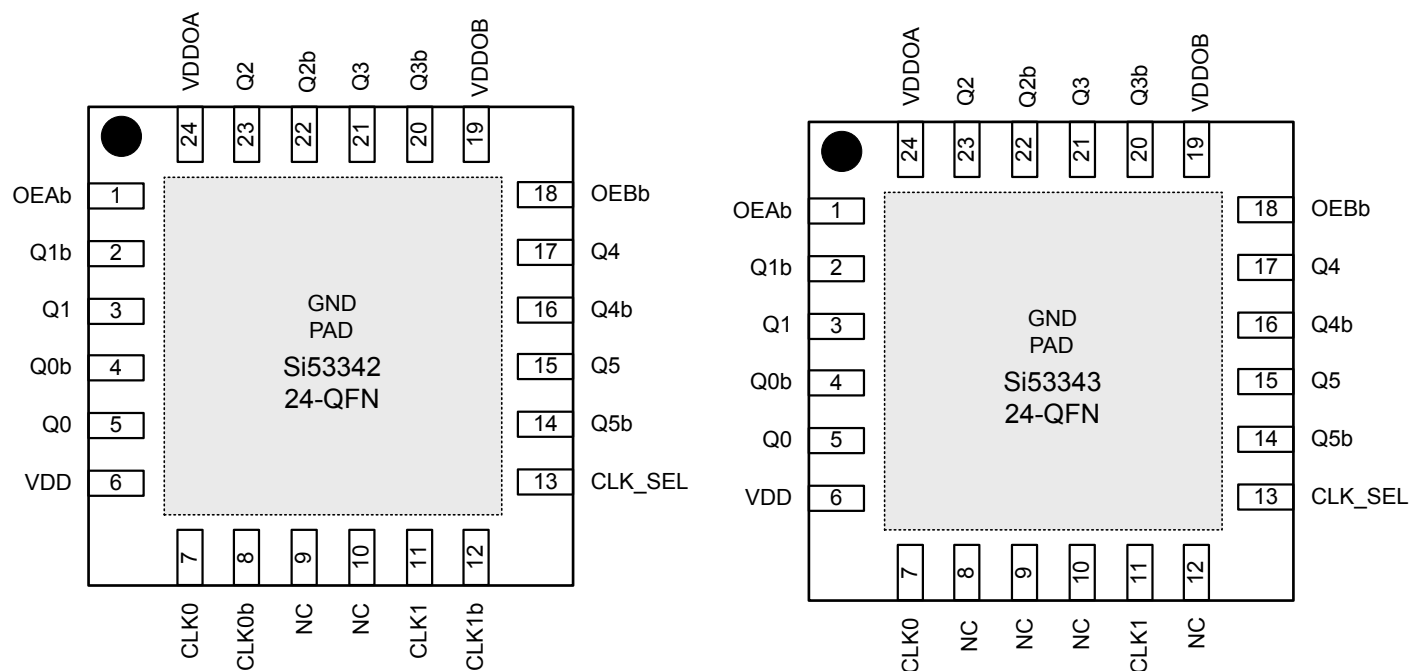 VDDOA
Q2
Q2b
Q3
Q3b
VDDOB
24
23
22
21
20
19
OEAb
1
Q1b
2
Q1
3
Q0b
4
Q0
5
VDD
6
GND
PAD
Si53342
24-QFN
18
OEBb
17
Q4
16
Q4b
15
Q5
14
Q5b
13
CLK_SEL
7
8
9
10
11
12
CLK0
CLK0b
NC
NC
CLK1
CLK1b
VDDOA
Q2
Q2b
Q3
Q3b
VDDOB
24
23
22
21
20
19
OEAb
1
Q1b
2
Q1
3
Q0b
4
Q0
5
VDD
6
GND
PAD
Si53343
24-QFN
18
OEBb
17
Q4
16
Q4b
15
Q5
14
Q5b
13
CLK_SEL
7
8
9
10
11
12
CLK0
NC
NC
NC
CLK1
NC